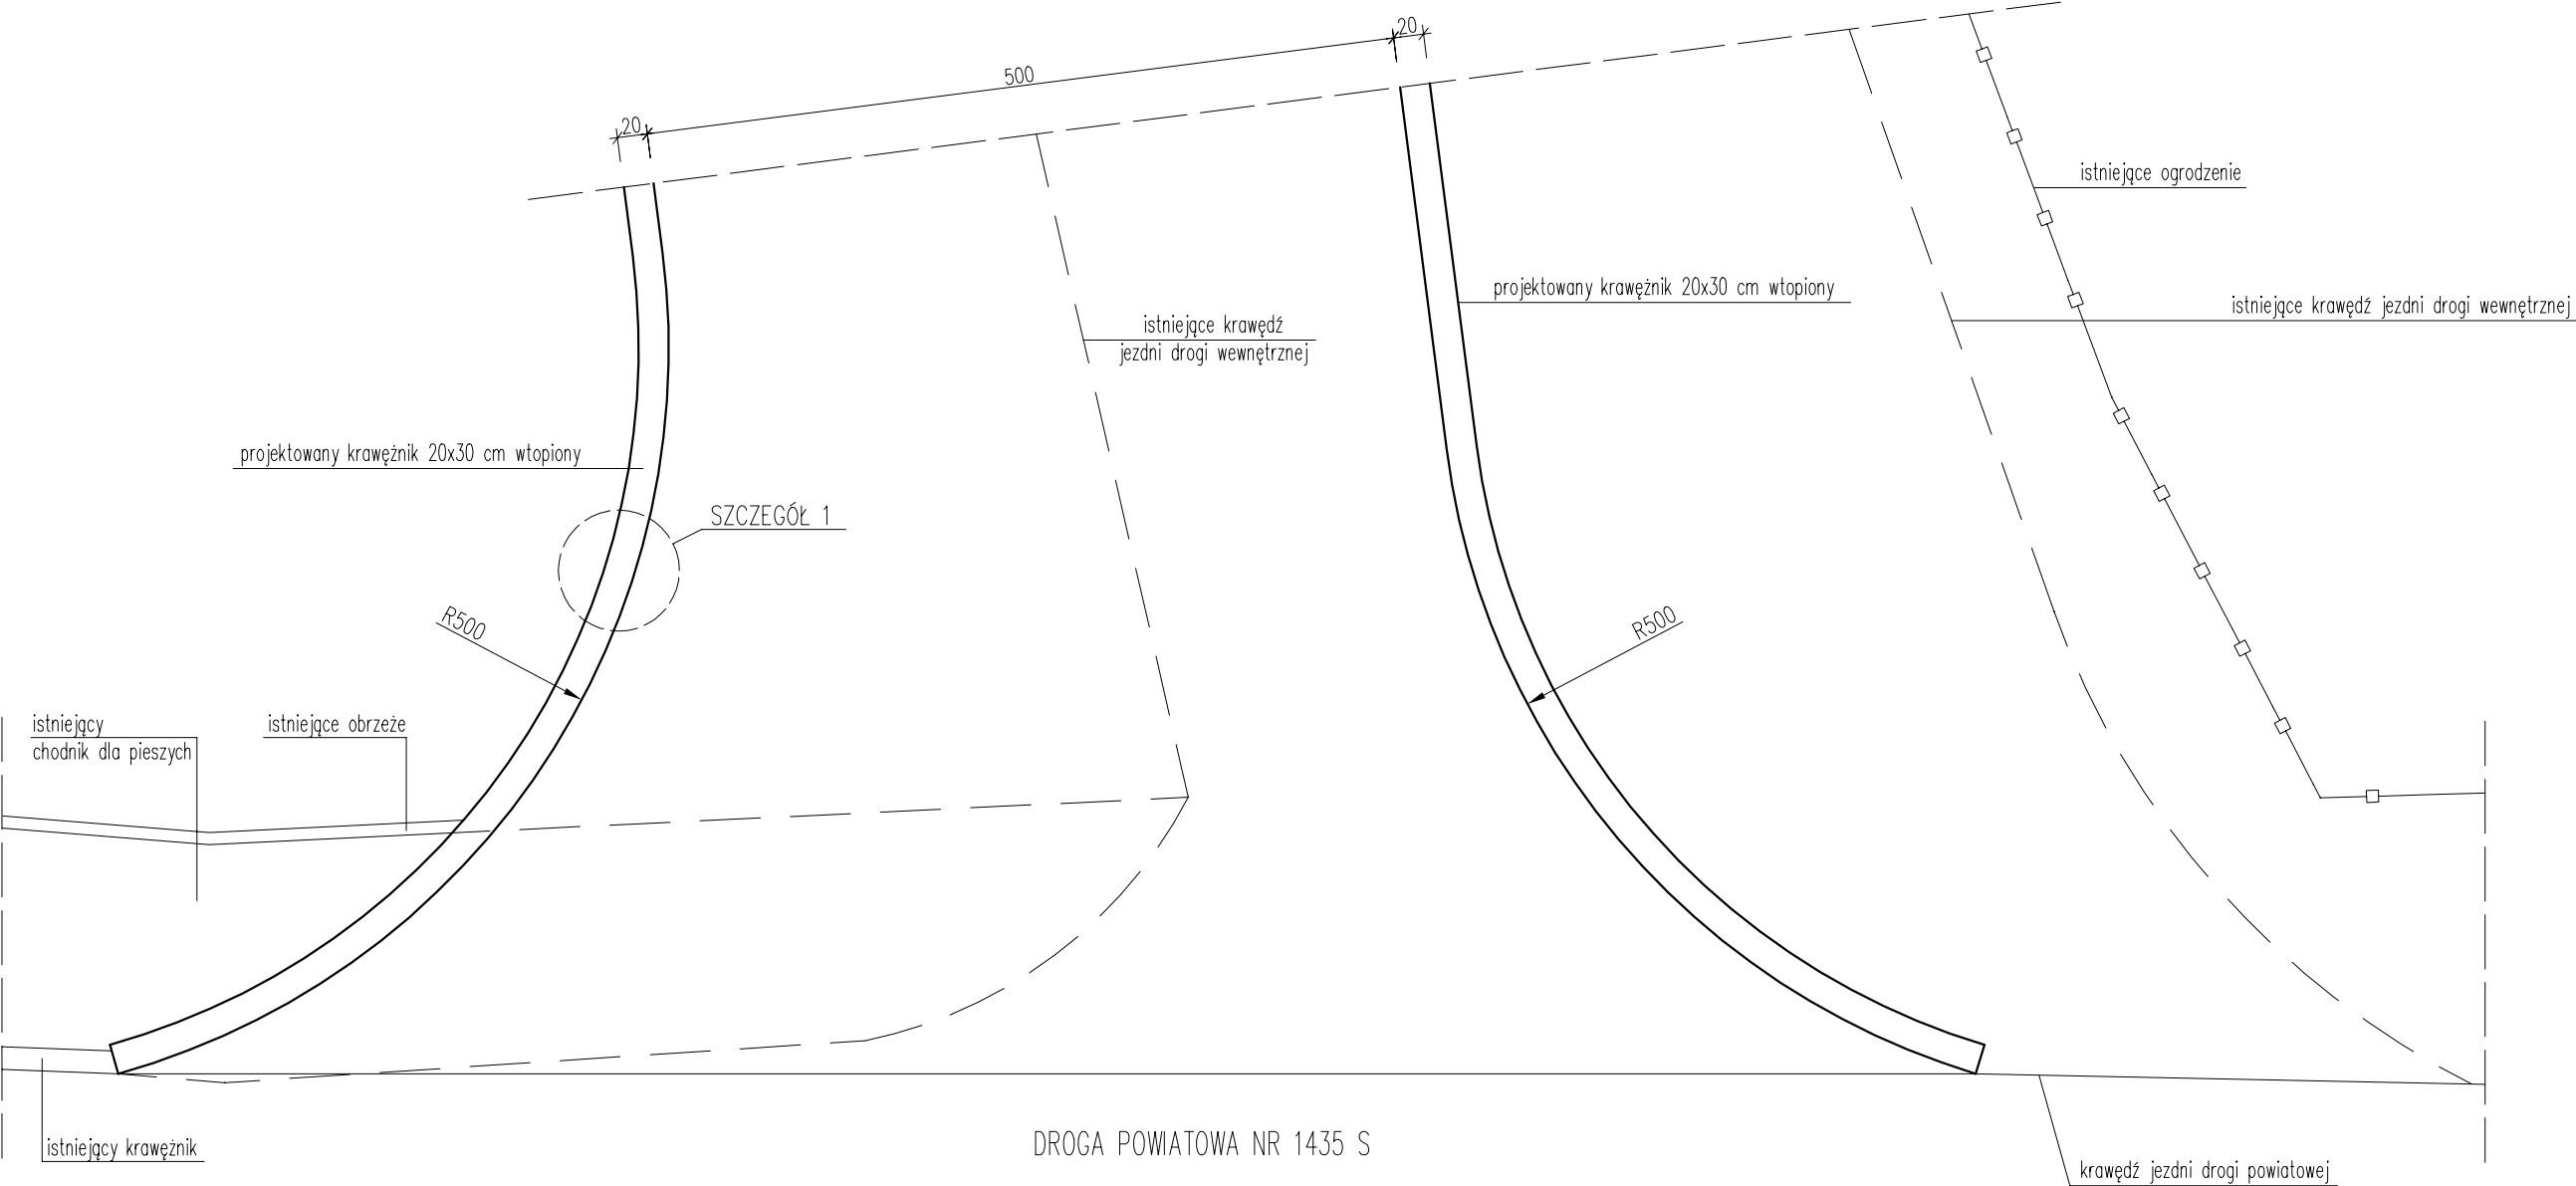 20
500
20
istniejące ogrodzenie
projektowany krawężnik 20x30 cm wtopiony
istniejące krawędź jezdni drogi wewnętrznej
istniejące krawędź
jezdni drogi wewnętrznej
projektowany krawężnik 20x30 cm wtopiony
SZCZEGÓŁ 1
R500
R500
istniejący
chodnik dla pieszych
istniejące obrzeże
DROGA POWIATOWA NR 1435 S
istniejący krawężnik
krawędź jezdni drogi powiatowej